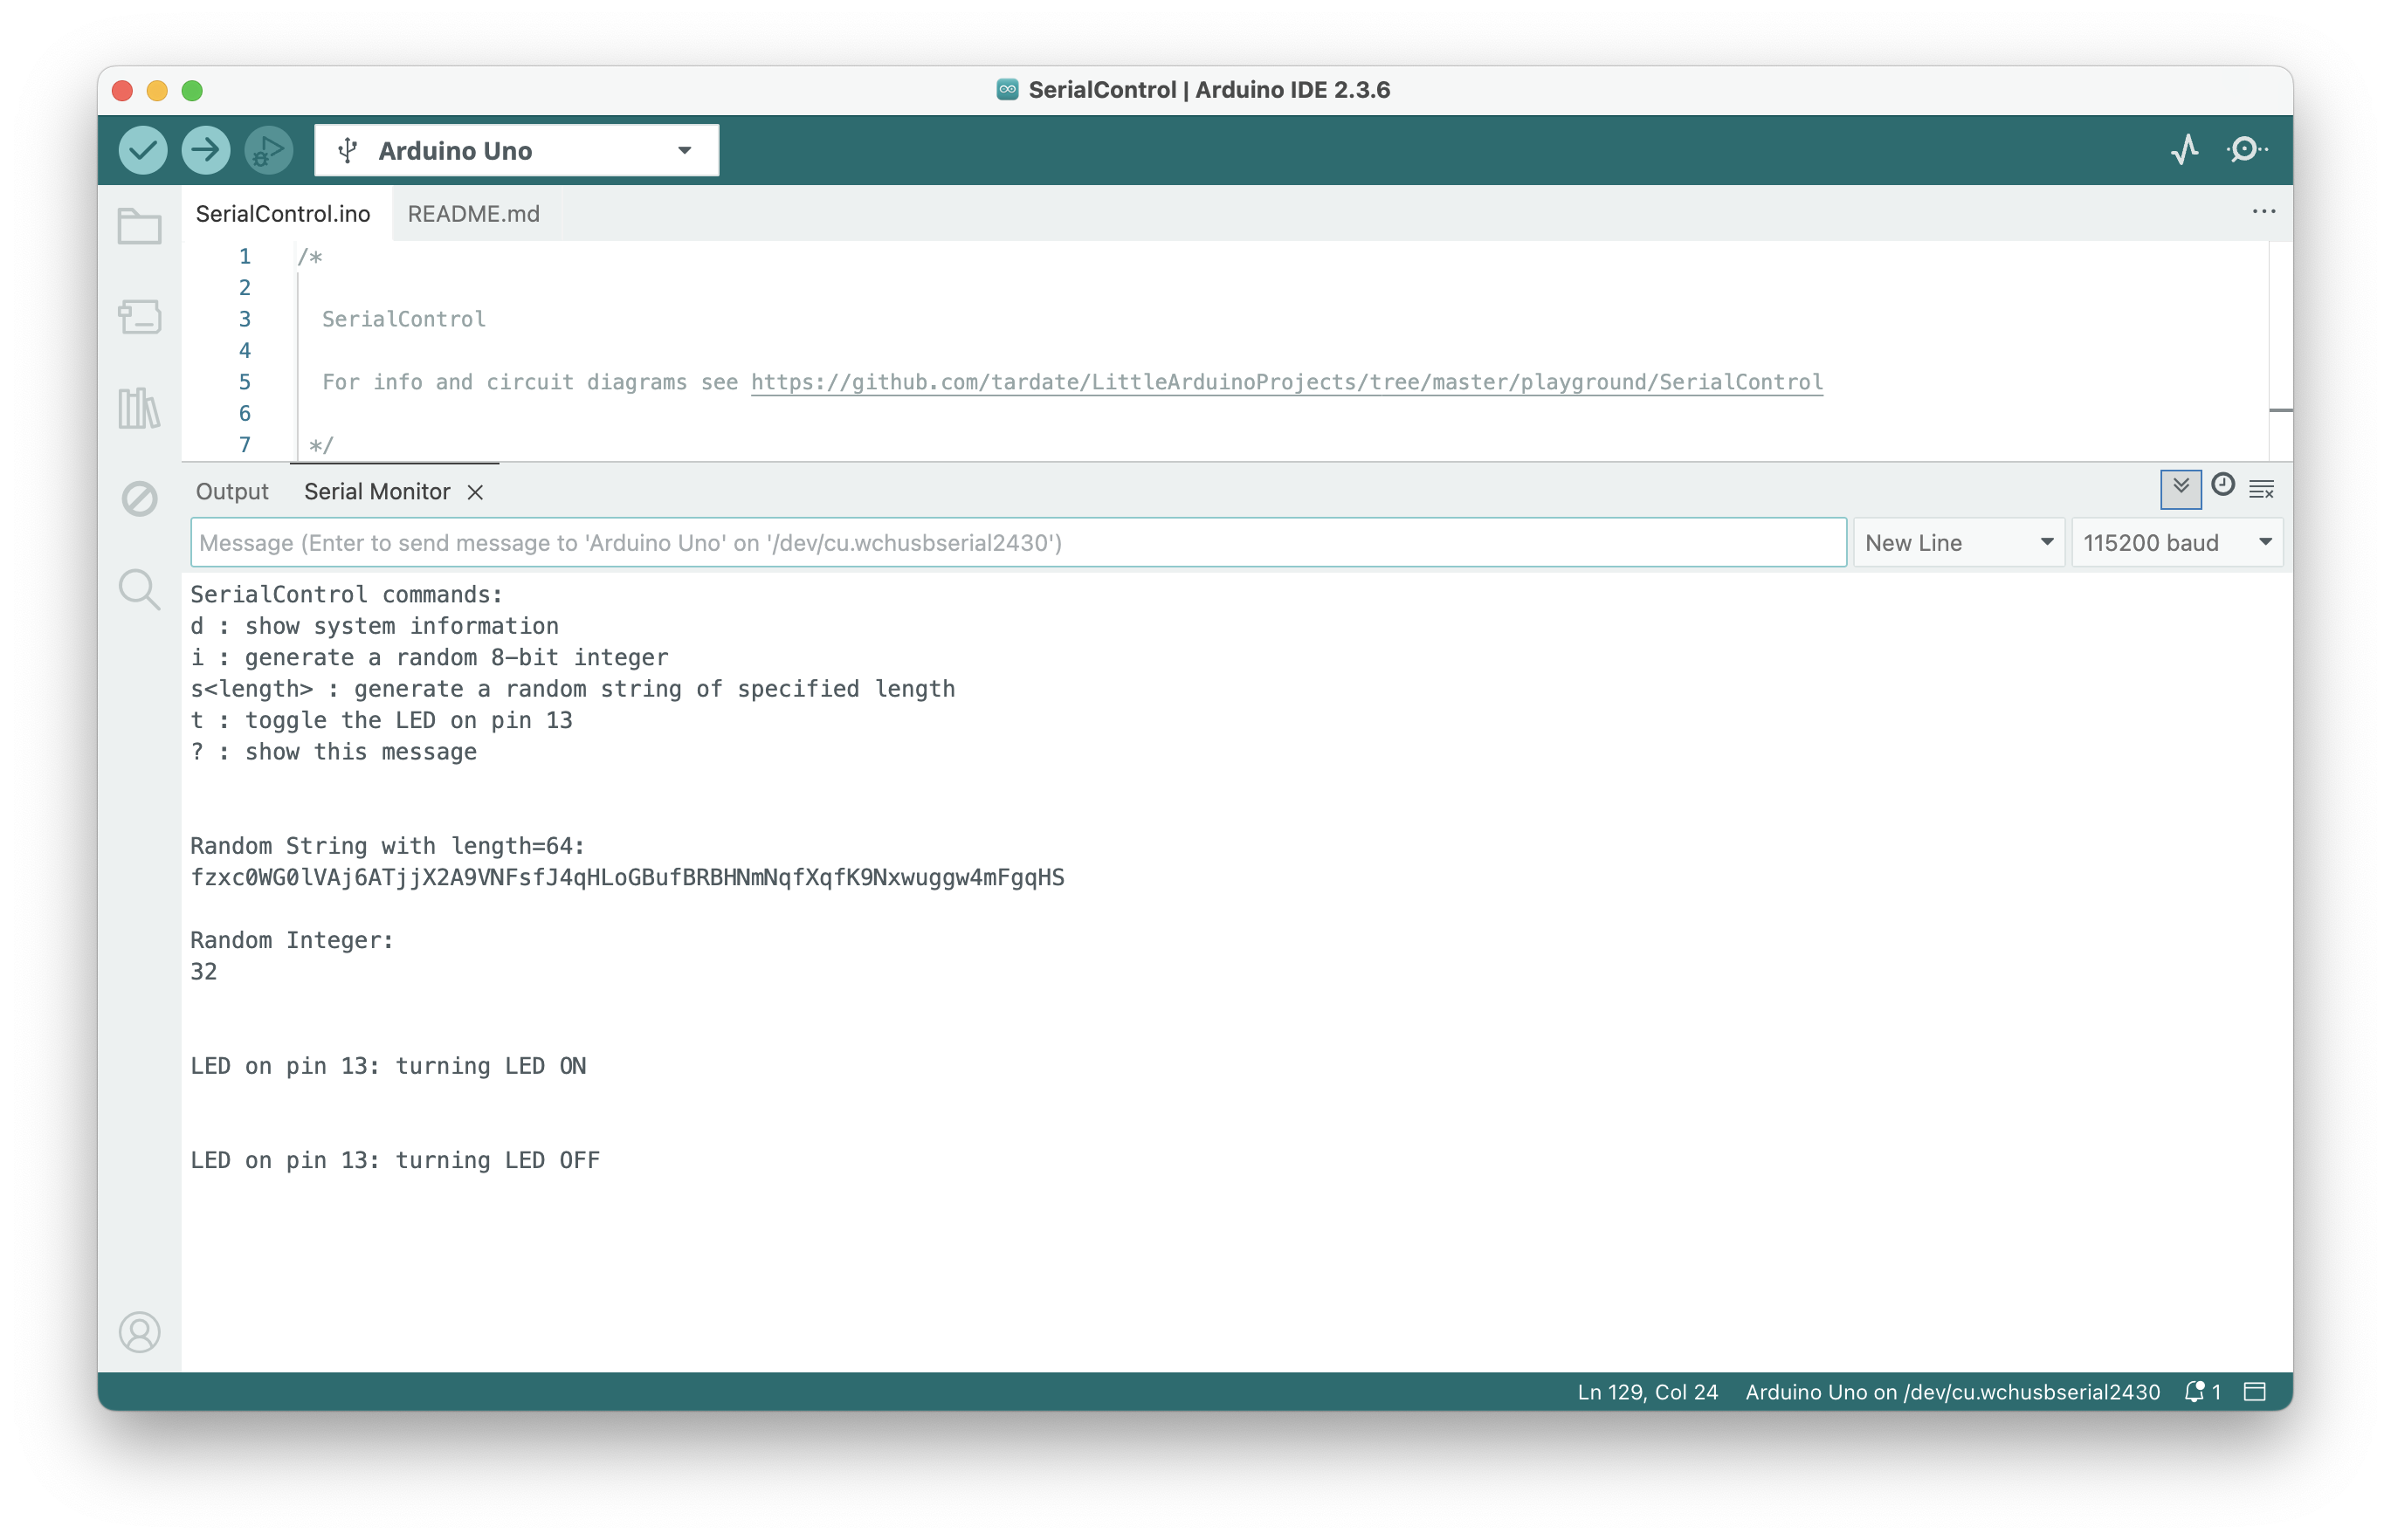 SerialControl | Arduino IDE 2.3.6
Arduino Uno
SerialControl.ino README.md ...
1 /*
2
3 SerialControl
4
5 For info and circuit diagrams see https://github.com/tardate/LittleArduinoProjects/tree/master/playground/SerialControl
6
7 */
Output Serial Monitor
Message (Enter to send message to 'Arduino Uno' on '/dev/cu.wchusbserial2430') New Line 115200 baud
SerialControl commands:
d : show system information
i : generate a random 8-bit integer
s<length> : generate a random string of specified length
t : toggle the LED on pin 13
? : show this message
Random String with length=64:
fzxc0WG0lVAj6ATjjX2A9VNFsfJ4qHLoGBufBRBHNmNqfXqfK9Nxwuggw4mFgqHS
Random Integer:
32
LED on pin 13: turning LED ON
LED on pin 13: turning LED OFF
Ln 129, Col 24 Arduino Uno on /dev/cu.wchusbserial2430 1